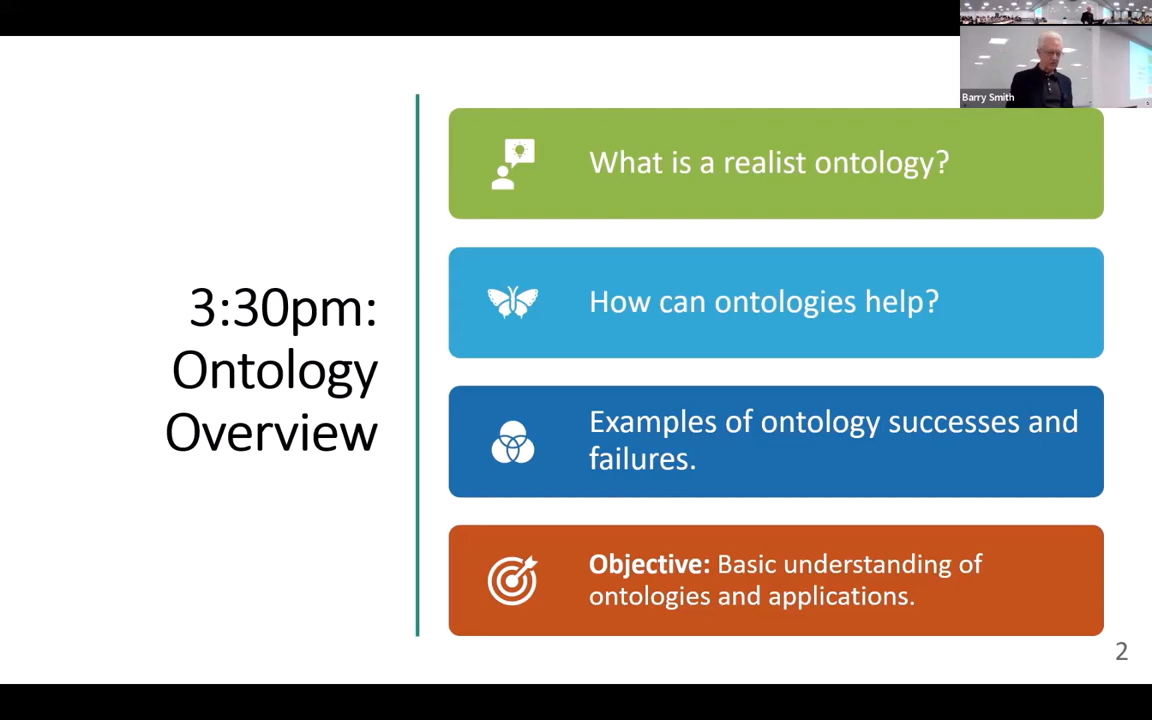 Barry Smith
3:30pm:
Ontology
Overview
What is a realist ontology?
How can ontologies help?
Examples of ontology successes and
failures.
Objective: Basic understanding of
ontologies and applications.
2